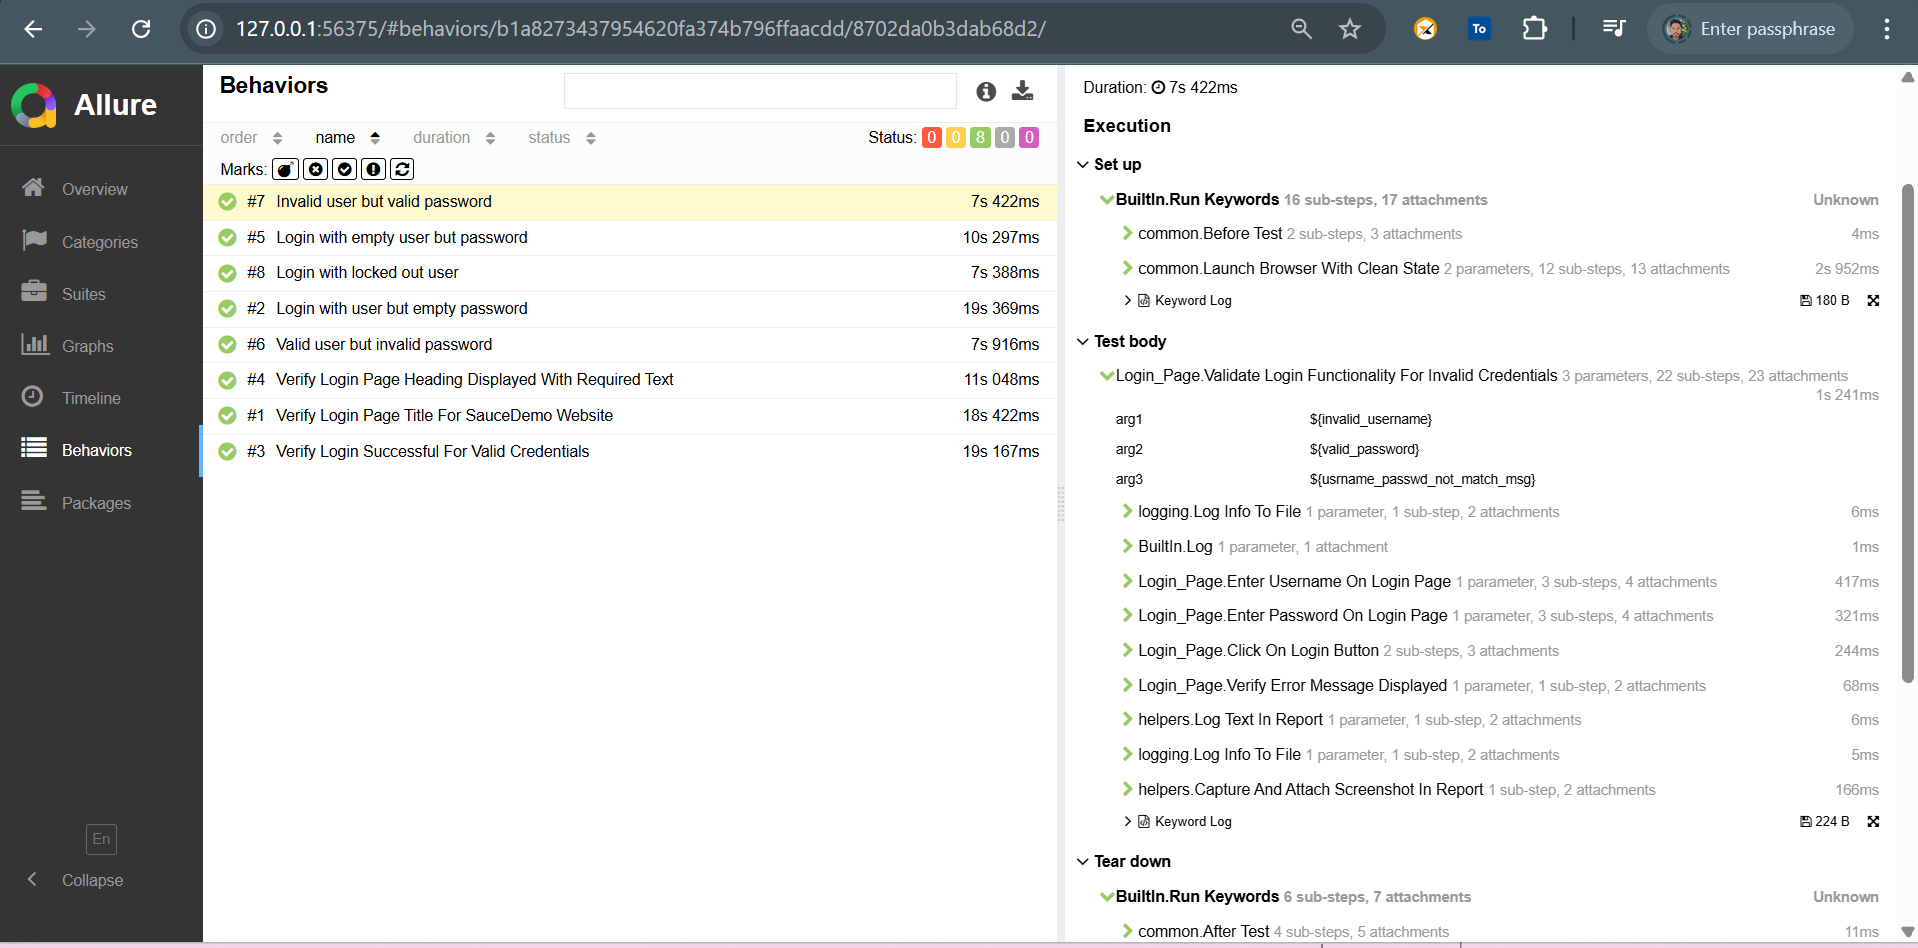 127.0.0.1:56375/#behaviors/b1a8273437954620fa374b796ffaacdd/8702da0b3dab68d2/
To
Enter passphrase
Allure
Overview
Categories
Suites
Graphs
Timeline
Behaviors
Packages
En
Collapse
Behaviors
order name duration status
Status: 0 0 8 0 0
Marks:
#7 Invalid user but valid password 7s 422ms
#5 Login with empty user but password 10s 297ms
#8 Login with locked out user 7s 388ms
#2 Login with user but empty password 19s 369ms
#6 Valid user but invalid password 7s 916ms
#4 Verify Login Page Heading Displayed With Required Text 11s 048ms
#1 Verify Login Page Title For SauceDemo Website 18s 422ms
#3 Verify Login Successful For Valid Credentials 19s 167ms
Duration: 7s 422ms
Execution
Set up
BuiltIn.Run Keywords 16 sub-steps, 17 attachments Unknown
common.Before Test 2 sub-steps, 3 attachments 4ms
common.Launch Browser With Clean State 2 parameters, 12 sub-steps, 13 attachments 2s 952ms
Keyword Log 180 B
Test body
Login_Page.Validate Login Functionality For Invalid Credentials 3 parameters, 22 sub-steps, 23 attachments
1s 241ms
arg1 ${invalid_username}
arg2 ${valid_password}
arg3 ${usrname_passwd_not_match_msg}
logging.Log Info To File 1 parameter, 1 sub-step, 2 attachments 6ms
BuiltIn.Log 1 parameter, 1 attachment 1ms
Login_Page.Enter Username On Login Page 1 parameter, 3 sub-steps, 4 attachments 417ms
Login_Page.Enter Password On Login Page 1 parameter, 3 sub-steps, 4 attachments 321ms
Login_Page.Click On Login Button 2 sub-steps, 3 attachments 244ms
Login_Page.Verify Error Message Displayed 1 parameter, 1 sub-step, 2 attachments 68ms
helpers.Log Text In Report 1 parameter, 1 sub-step, 2 attachments 6ms
logging.Log Info To File 1 parameter, 1 sub-step, 2 attachments 5ms
helpers.Capture And Attach Screenshot In Report 1 sub-step, 2 attachments 166ms
Keyword Log 224 B
Tear down
BuiltIn.Run Keywords 6 sub-steps, 7 attachments Unknown
common.After Test 4 sub-steps, 5 attachments 11ms